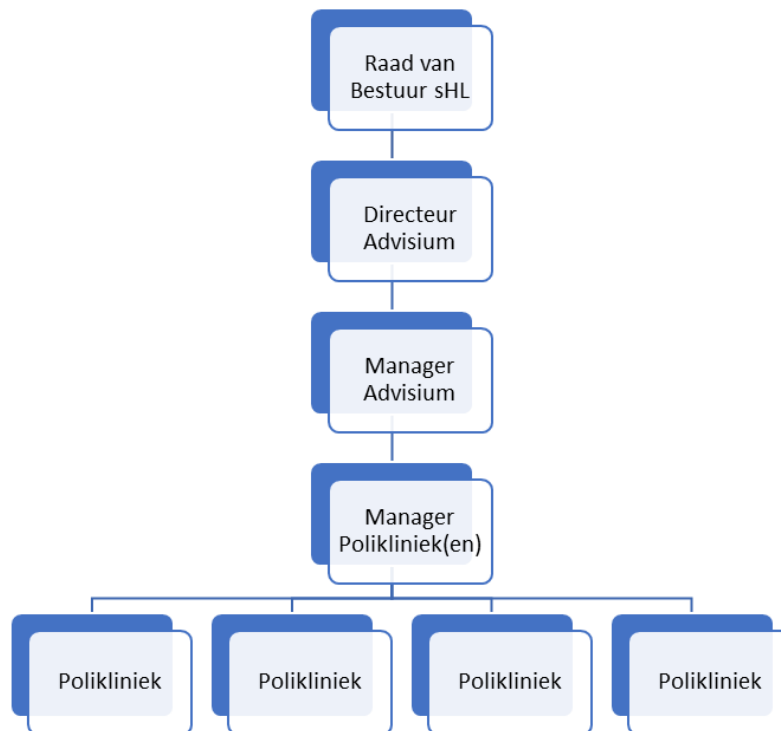 Raad van
Bestuur sHL
Directeur
Advisium
Manager
Advisium
Manager
Polikliniek(en)
Polikliniek
Polikliniek
Polikliniek
Polikliniek